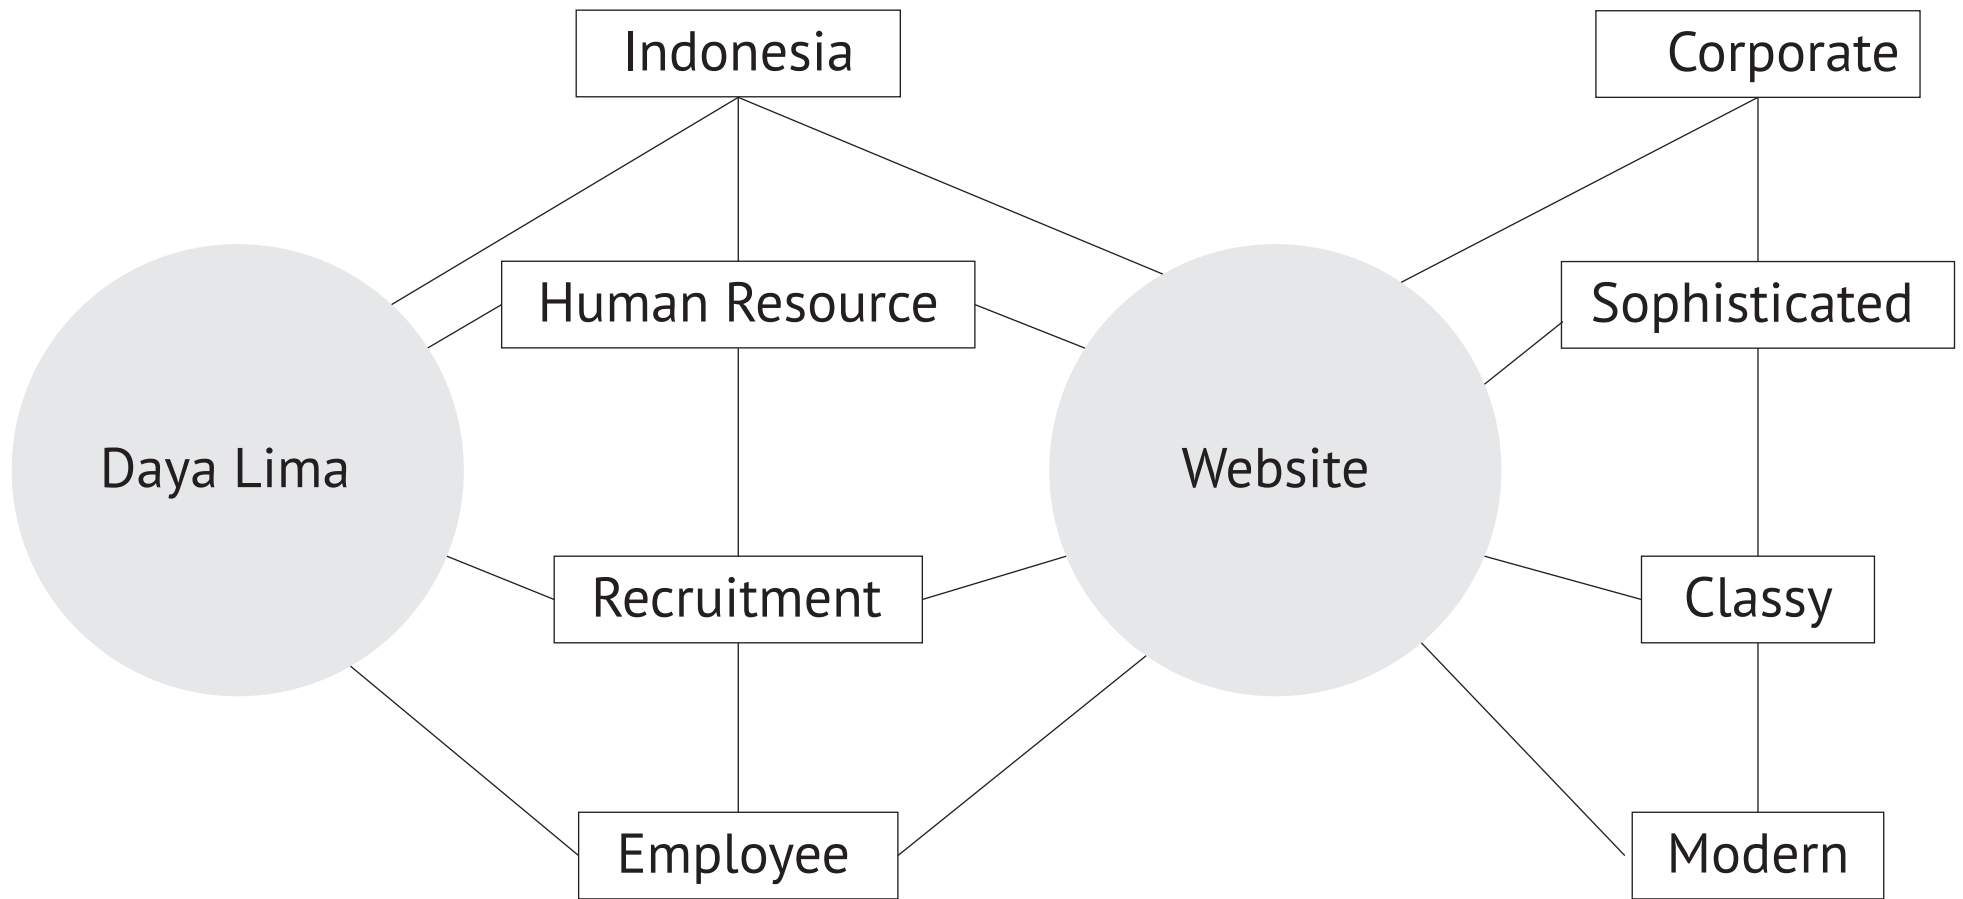 Indonesia
Corporate
Human Resource
Sophisticated
Daya Lima
Website
Recruitment
Classy
Employee
Modern